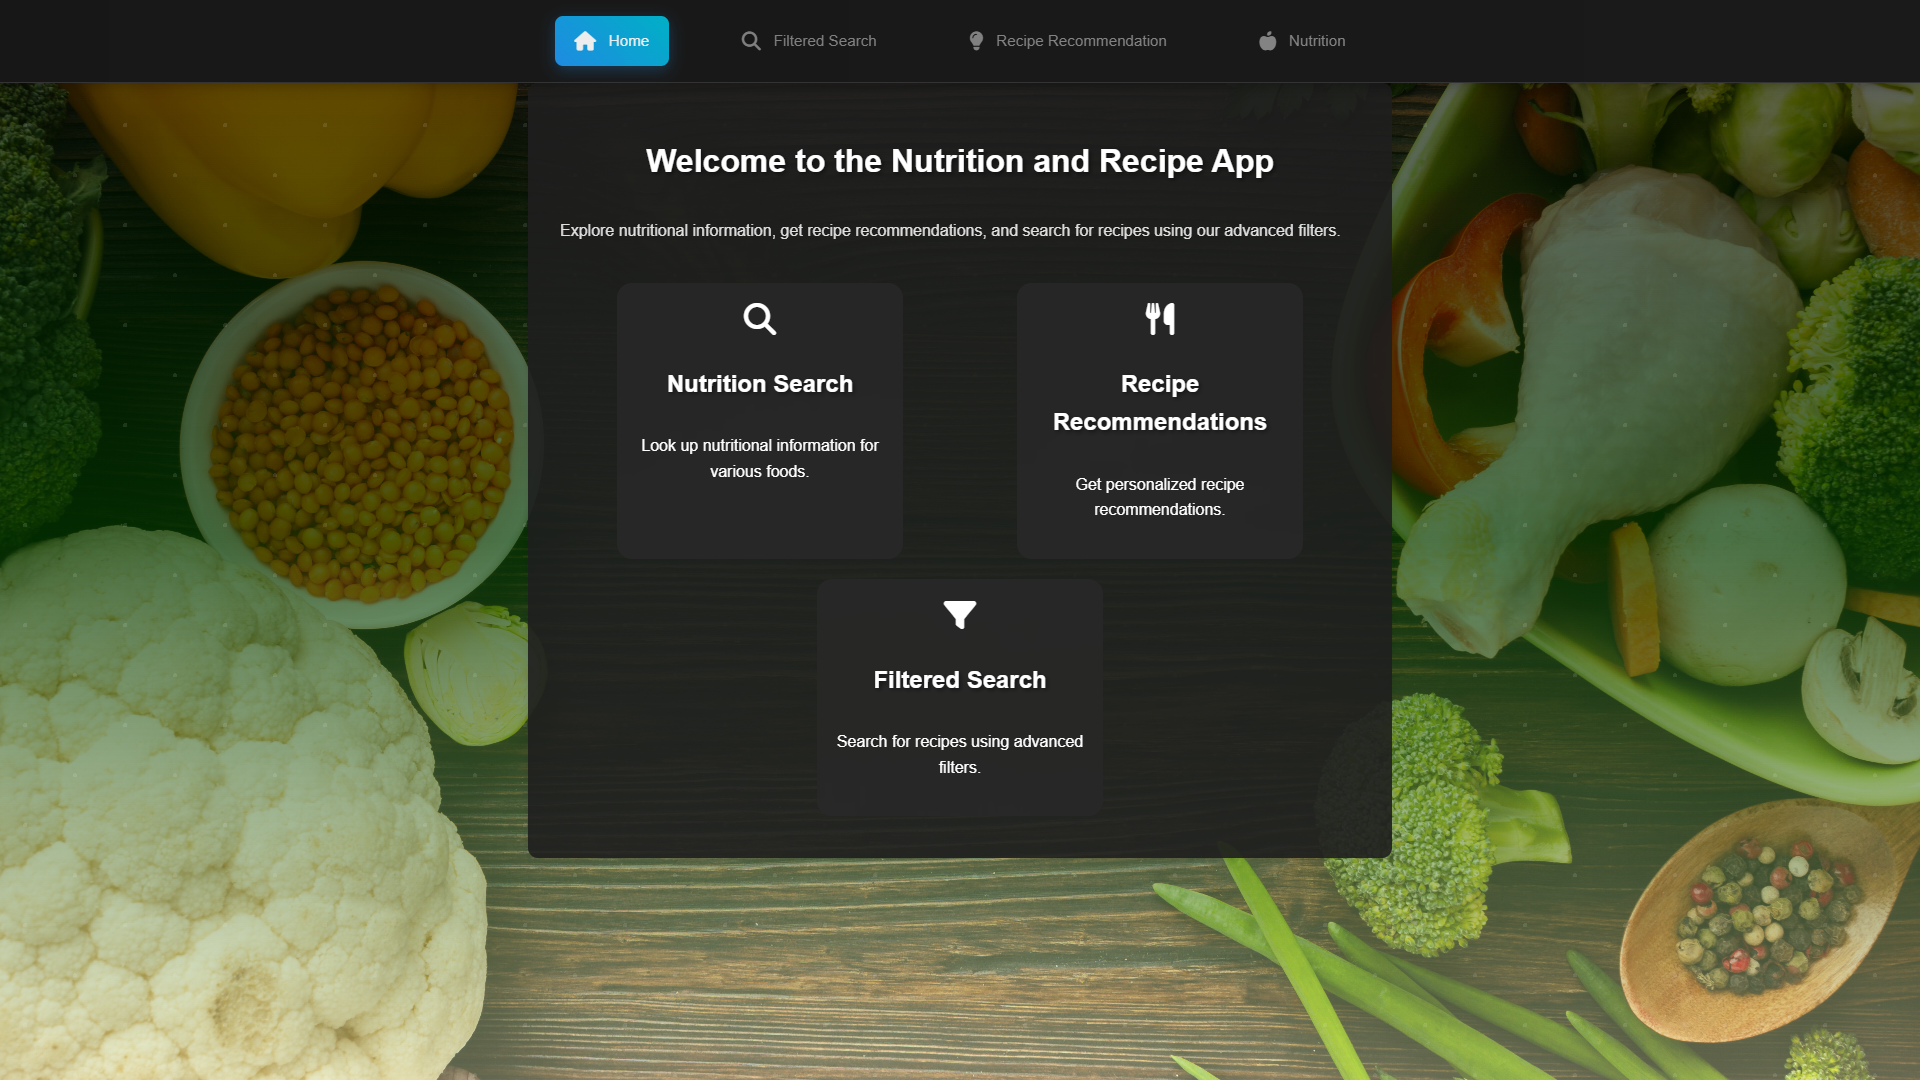 Home
Filtered Search
Recipe Recommendation
Nutrition
Welcome to the Nutrition and Recipe App
Explore nutritional information, get recipe recommendations, and search for recipes using our advanced filters.
Nutrition Search
Look up nutritional information for
various foods.
Recipe
Recommendations
Get personalized recipe
recommendations.
Filtered Search
Search for recipes using advanced
filters.